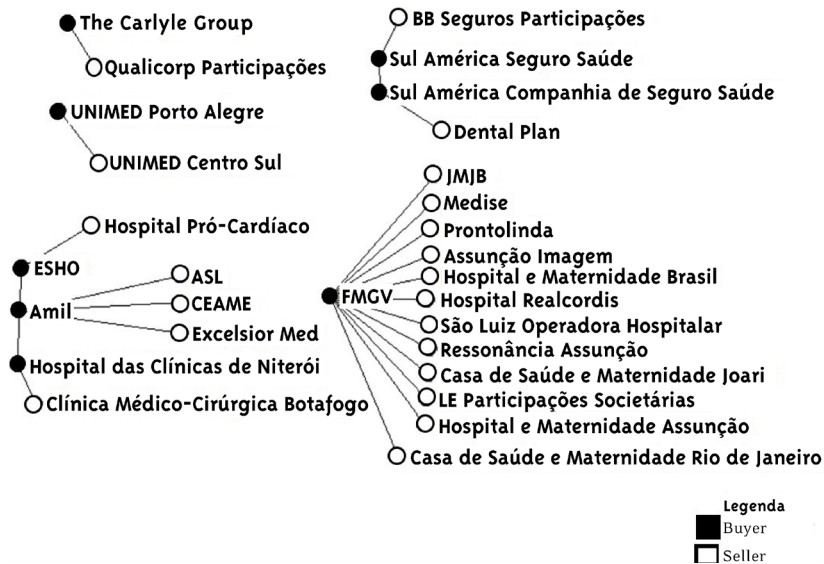 The Carlyle Group
Qualicorp Participações
UNIMED Porto Alegre
UNIMED Centro Sul
BB Seguros Participações
Sul América Seguro Saúde
Sul América Companhia de Seguro Saúde
Dental Plan
Hospital Pró-Cardíaco
ESHO
Amil
ASL
CEAME
Excelsior Med
Hospital das Clínicas de Niterói
Clínica Médico-Cirúrgica Botafogo
FMGV
JMJB
Medise
Prontolinda
Assunção Imagem
Hospital e Maternidade Brasil
Hospital Realcordis
São Luiz Operadora Hospitalar
Ressonância Assunção
Casa de Saúde e Maternidade Joari
LE Participações Societárias
Hospital e Maternidade Assunção
Casa de Saúde e Maternidade Rio de Janeiro
Legenda
Buyer
Seller